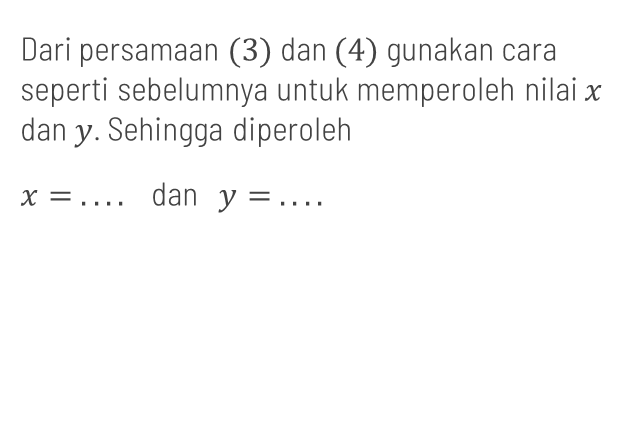 Dari persamaan (3) dan (4) gunakan cara
seperti sebelumnya untuk memperoleh nilai x
dan y. Sehingga diperoleh
x = .... dan y = ....